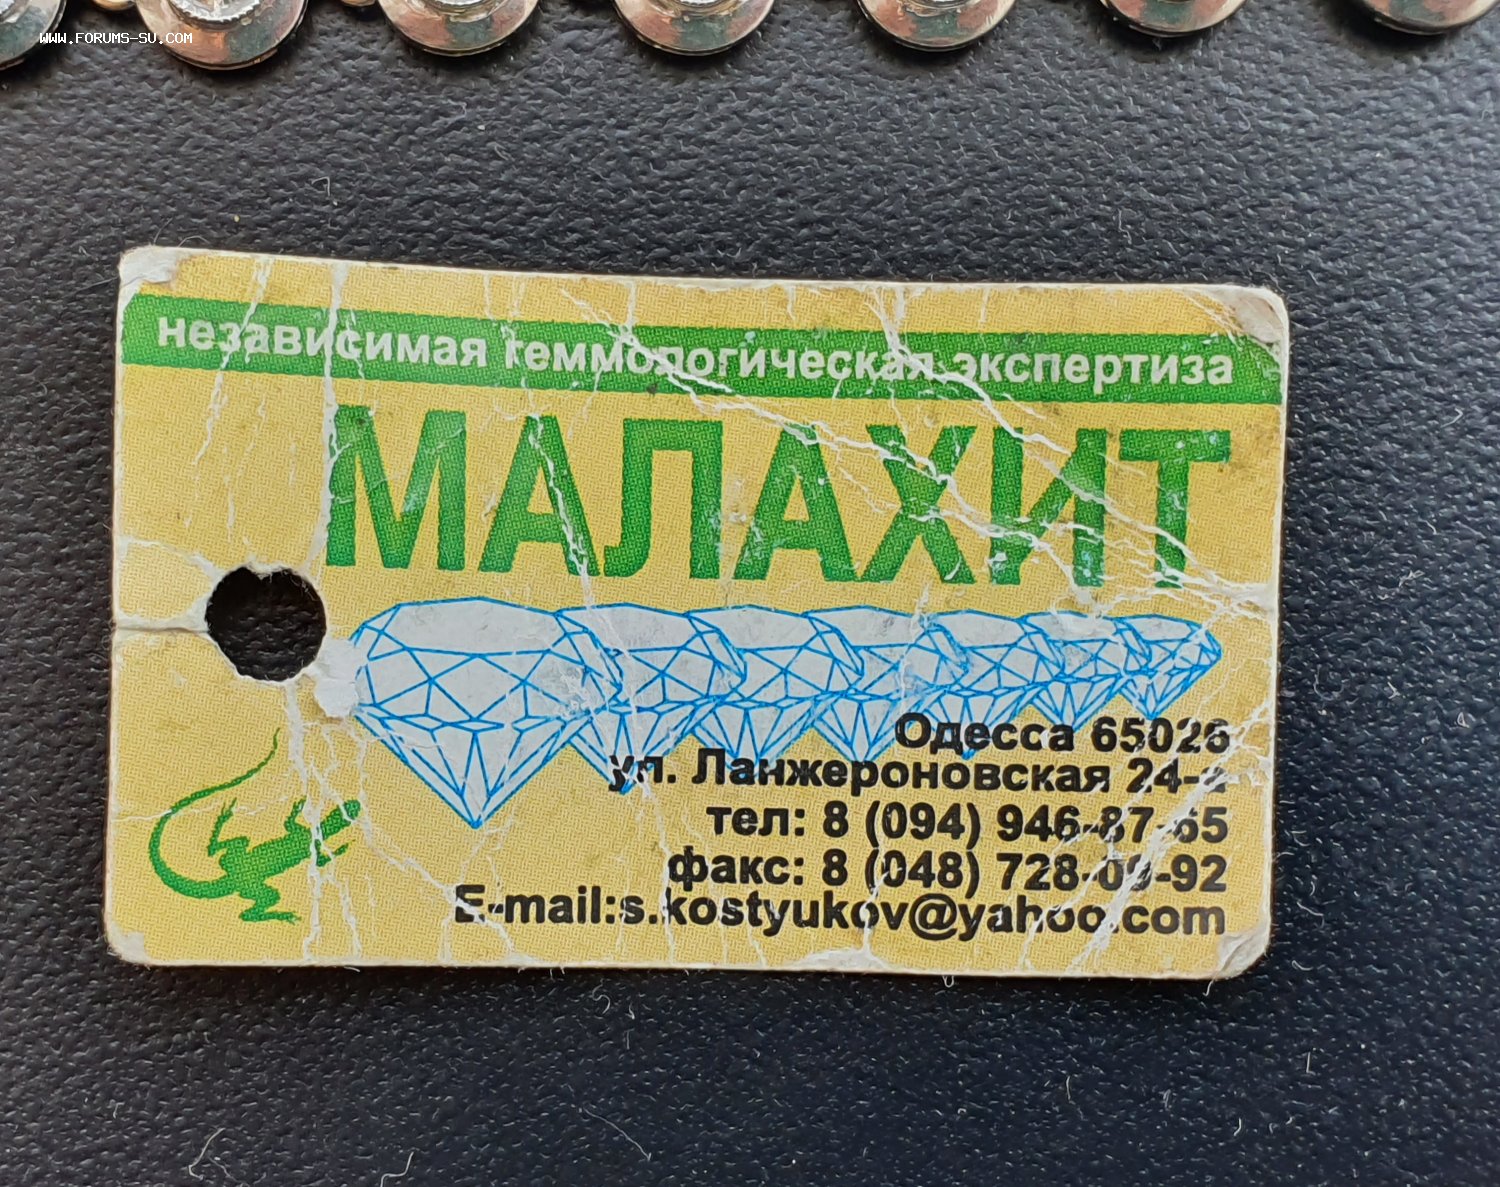 WWW.FORUMS-SU.COM
независимая геммологическая экспертиза
МАЛАХИТ
Одесса 65026
ул. Ланжероновская
тел: 8 (094) 946-87-65
факс: 8 (048) 728-09-92
E-mail:s.kostyukov@yahoo.com